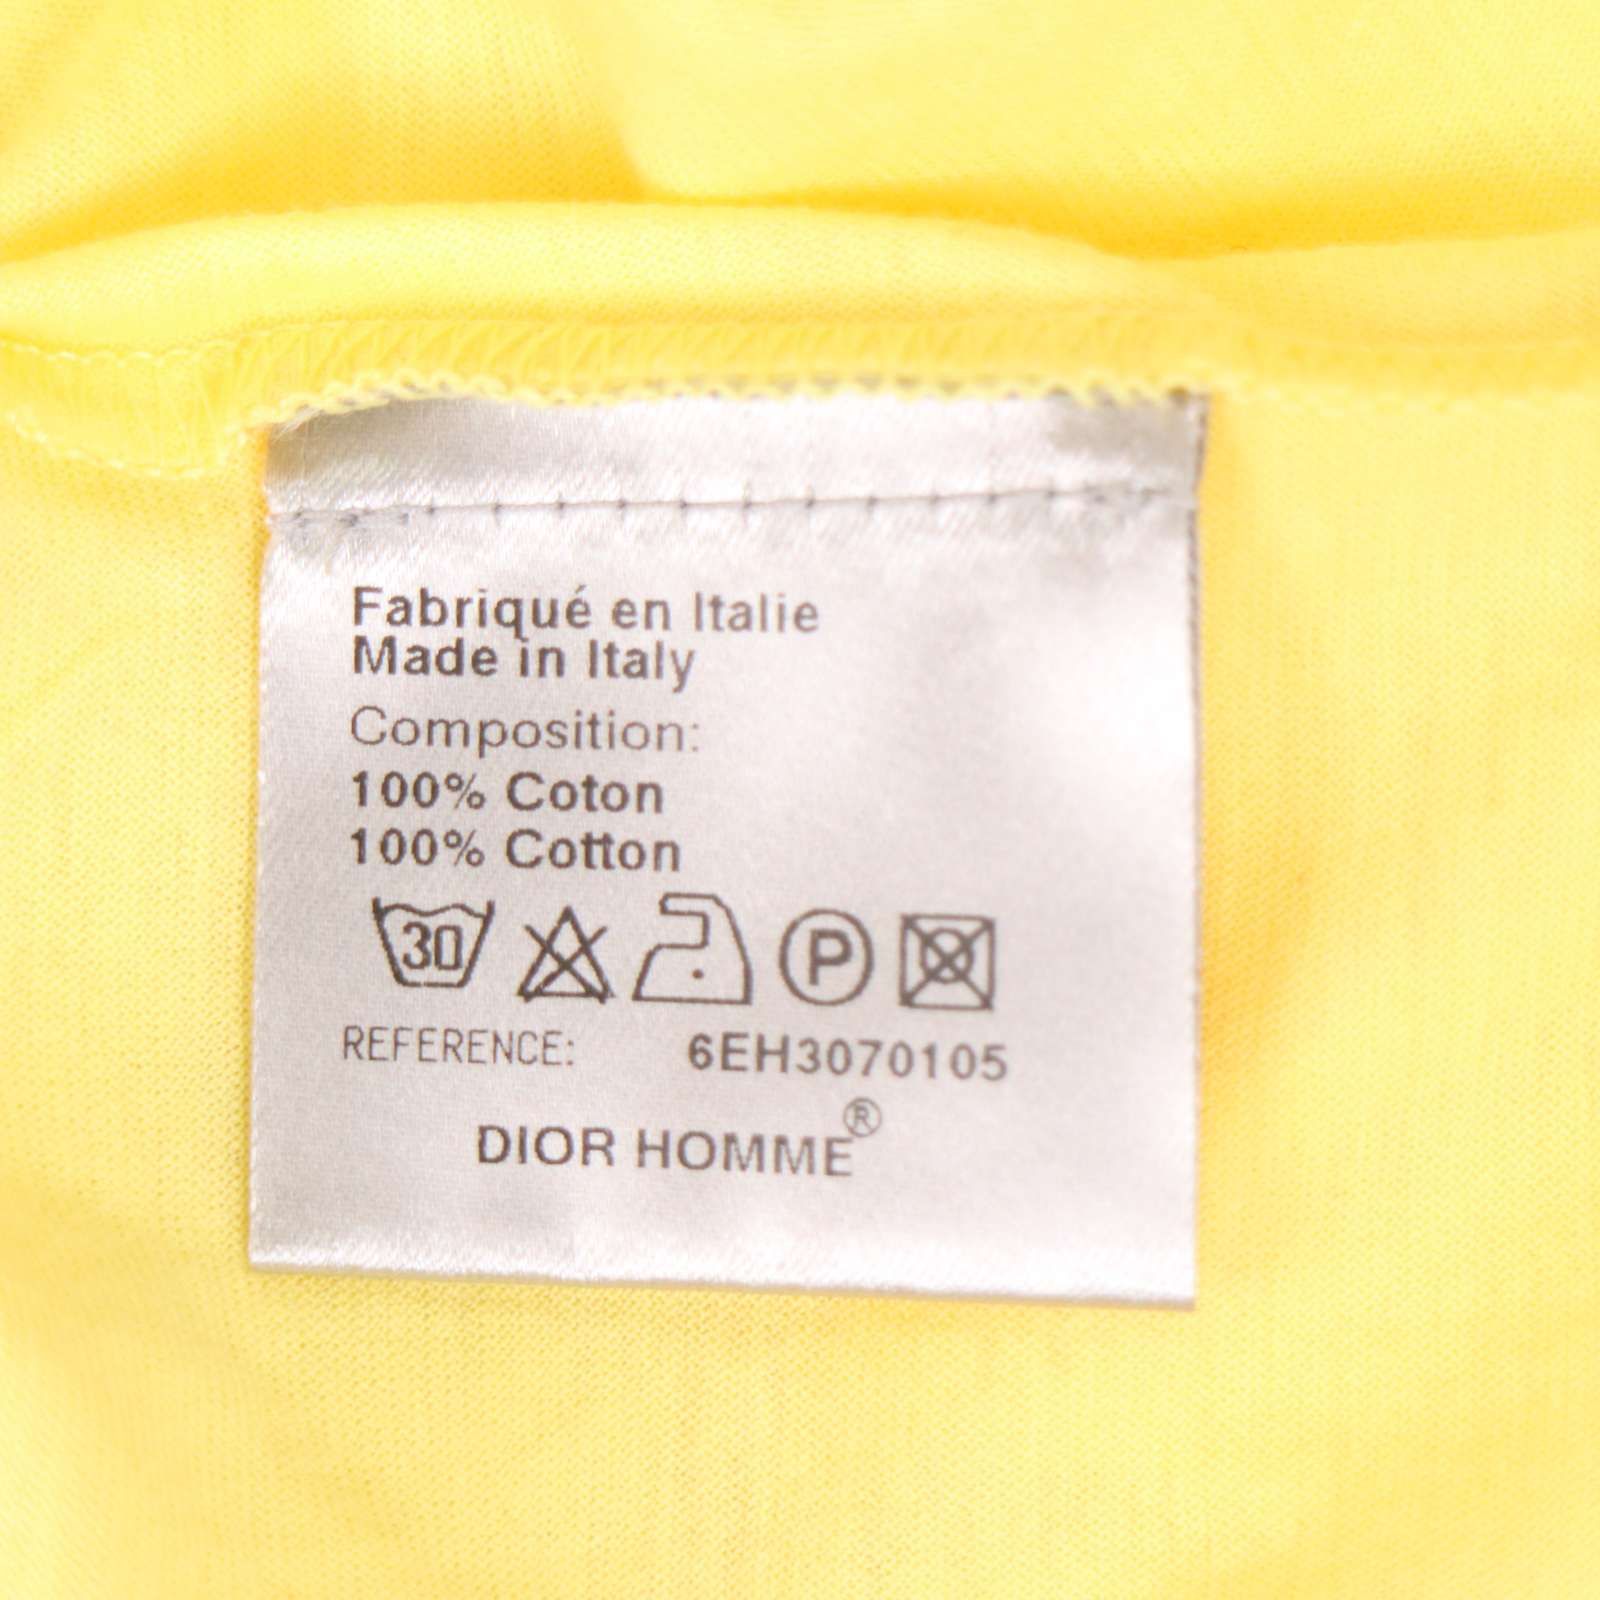 Fabriqué en Italie
Made in Italy
Composition:
100% Coton
100% Cotton
30 P
REFERENCE: 6EH3070105
DIOR HOMME®